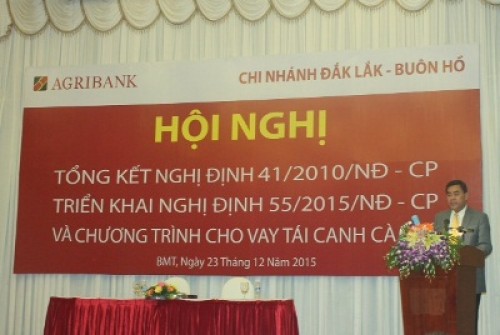 AGRIBANK
CHI NHÁNH ĐẮK LẮK - BUÔN HỒ
HỘI NGHỊ
TỔNG KẾT NGHỊ ĐỊNH 41/2010/NĐ - CP
TRIỂN KHAI NGHỊ ĐỊNH 55/2015/NĐ - CP
VÀ CHƯƠNG TRÌNH CHO VAY TÁI CANH CÀ
BMT, Ngày 23 Tháng 12 Năm 2015